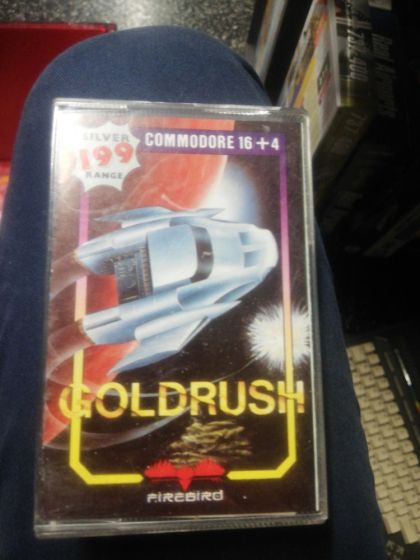 SILVER
199
RANGE
COMMODORE 16+4
GOLDRUSH
FIREBIRD